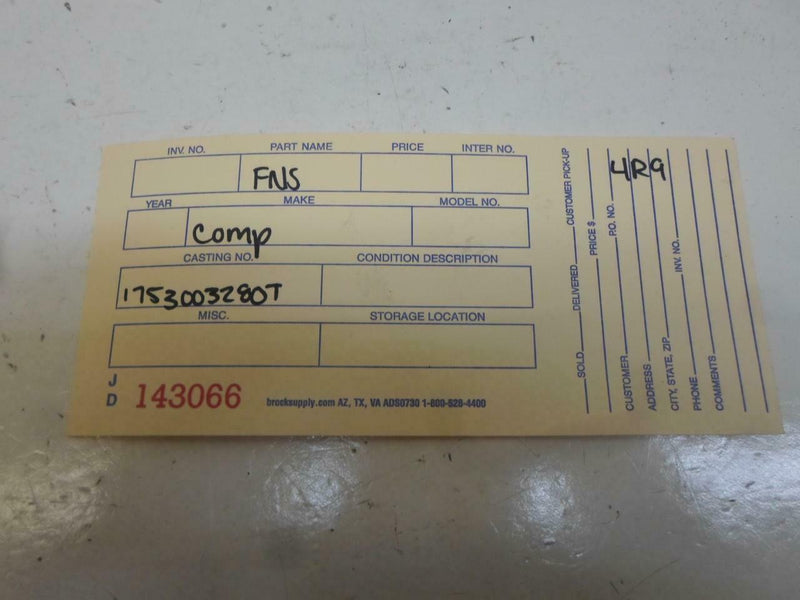 INV. NO. PART NAME PRICE INTER NO.
FNS
YEAR MAKE MODEL NO.
Comp
CASTING NO. CONDITION DESCRIPTION
1753003280T
MISC. STORAGE LOCATION
JD 143066 brocksupply.com AZ, TX, VA ADS0730 1-800-528-4400
SOLD DELIVERED CUSTOMER PICK-UP
PRICE $
P.O. NO.
4R9
CUSTOMER
ADDRESS
CITY, STATE, ZIP
INV. NO.
PHONE
COMMENTS